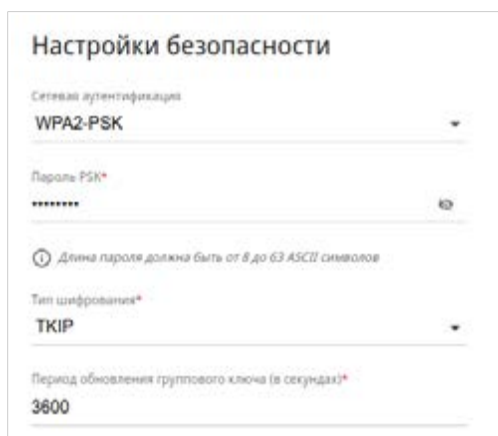 Настройки безопасности
Сетевая аутентификация
WPA2-PSK
Пароль PSK*
••••••••
Длина пароля должна быть от 8 до 63 ASCII символов
Тип шифрования*
TKIP
Период обновления группового ключа (в секундах)*
3600